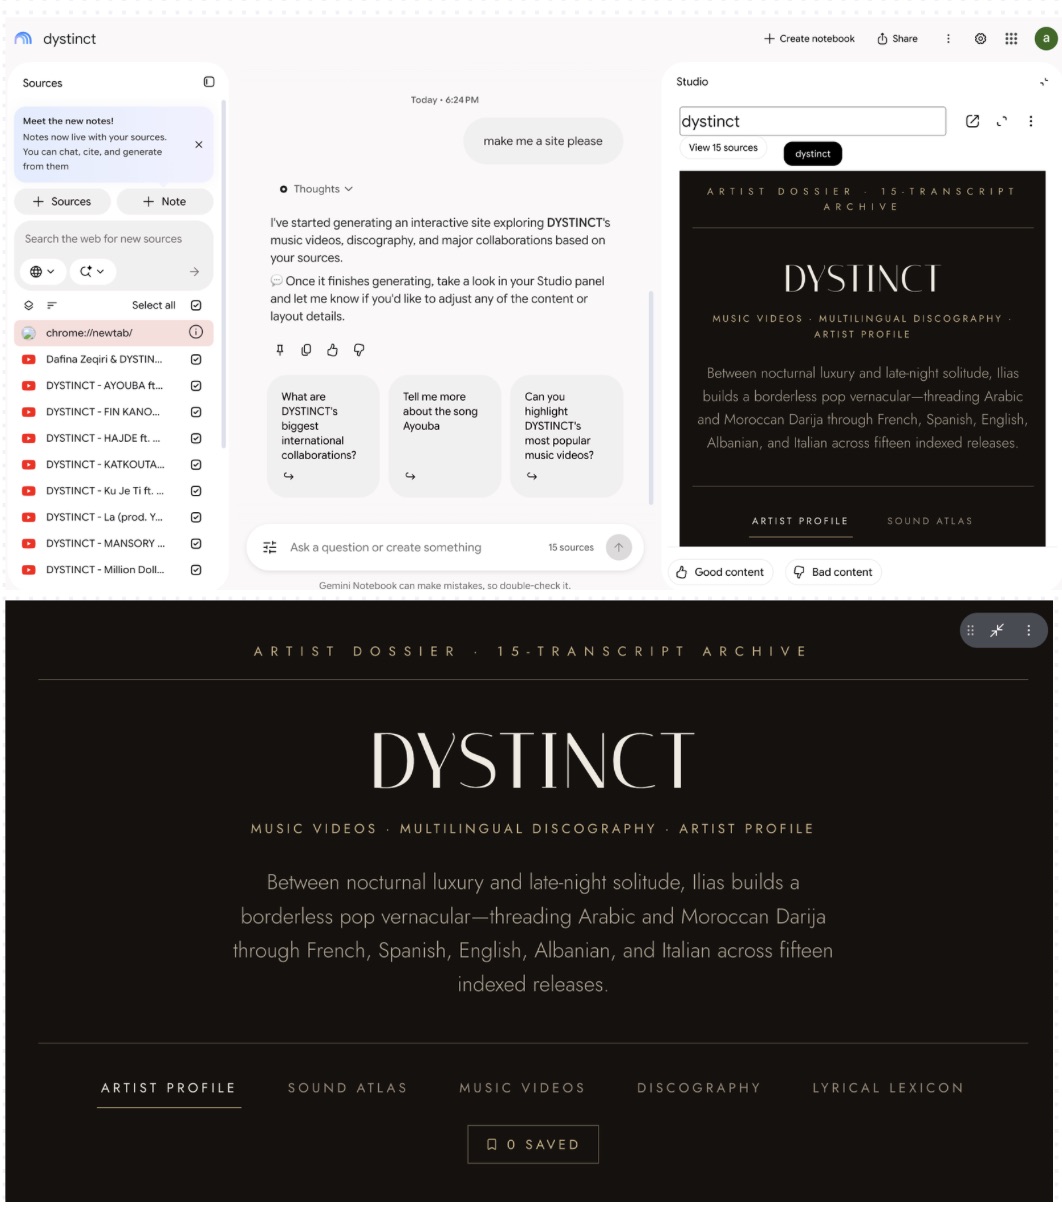 dystinct
Create notebook
Share
a
Sources
Meet the new notes!
Notes now live with your sources.
You can chat, cite, and generate
from them
Sources
Note
Search the web for new sources
Select all
chrome://newtab/
Dafina Zeqiri & DYSTIN...
DYSTINCT - AYOUBA ft...
DYSTINCT - FIN KANO...
DYSTINCT - HAJDE ft. ...
DYSTINCT - KATKOUTA...
DYSTINCT - Ku Je Ti ft. ...
DYSTINCT - La (prod. Y...
DYSTINCT - MANSORY ...
DYSTINCT - Million Doll...
Today • 6:24 PM
make me a site please
Thoughts
I've started generating an interactive site exploring DYSTINCT's
music videos, discography, and major collaborations based on
your sources.
💬 Once it finishes generating, take a look in your Studio panel
and let me know if you'd like to adjust any of the content or
layout details.
What are
DYSTINCT's
biggest
international
collaborations?
Tell me more
about the song
Ayouba
Can you
highlight
DYSTINCT's
most popular
music videos?
Ask a question or create something
15 sources
Gemini Notebook can make mistakes, so double-check it.
Studio
dystinct
View 15 sources
dystinct
ARTIST DOSSIER · 15-TRANSCRIPT
ARCHIVE
DYSTINCT
MUSIC VIDEOS · MULTILINGUAL DISCOGRAPHY ·
ARTIST PROFILE
Between nocturnal luxury and late-night solitude, Ilias
builds a borderless pop vernacular—threading Arabic
and Moroccan Darija through French, Spanish, English,
Albanian, and Italian across fifteen indexed releases.
ARTIST PROFILE
SOUND ATLAS
Good content
Bad content
ARTIST DOSSIER · 15-TRANSCRIPT ARCHIVE
DYSTINCT
MUSIC VIDEOS · MULTILINGUAL DISCOGRAPHY · ARTIST PROFILE
Between nocturnal luxury and late-night solitude, Ilias builds a
borderless pop vernacular—threading Arabic and Moroccan Darija
through French, Spanish, English, Albanian, and Italian across fifteen
indexed releases.
ARTIST PROFILE
SOUND ATLAS
MUSIC VIDEOS
DISCOGRAPHY
LYRICAL LEXICON
0 SAVED